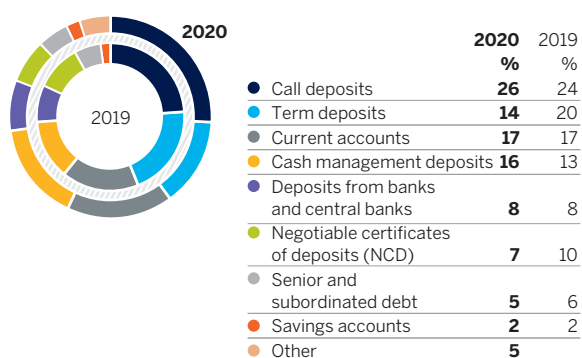 2020
2019
2020 2019
% %
Call deposits 26 24
Term deposits 14 20
Current accounts 17 17
Cash management deposits 16 13
Deposits from banks
and central banks 8 8
Negotiable certificates
of deposits (NCD) 7 10
Senior and
subordinated debt 5 6
Savings accounts 2 2
Other 5